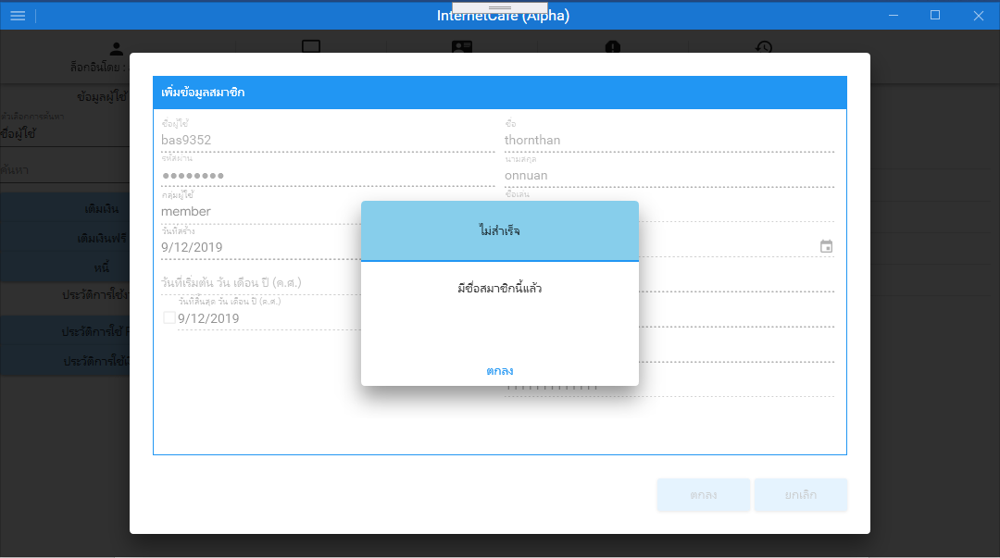 InternetCafe (Alpha)
ล็อกอินโดย :
ข้อมูลผู้ใช้
ตัวเลือกการค้นหา
ชื่อผู้ใช้
ค้นหา
เติมเงิน
เติมเงินฟรี
หนี้
ประวัติการใช้
ประวัติการใช้
ประวัติการใช้
เพิ่มข้อมูลสมาชิก
ชื่อผู้ใช้
bas9352
รหัสผ่าน
●●●●●●●●
กลุ่มผู้ใช้
member
วันที่สร้าง
9/12/2019
วันที่เริ่มต้น วัน เดือน ปี (ค.ศ.)
วันที่สิ้นสุด วัน เดือน ปี (ค.ศ.)
9/12/2019
ชื่อ
thornthan
นามสกุล
onnuan
ชื่อเล่น
ไม่สำเร็จ
มีชื่อสมาชิกนี้แล้ว
ตกลง
ตกลง
ยกเลิก